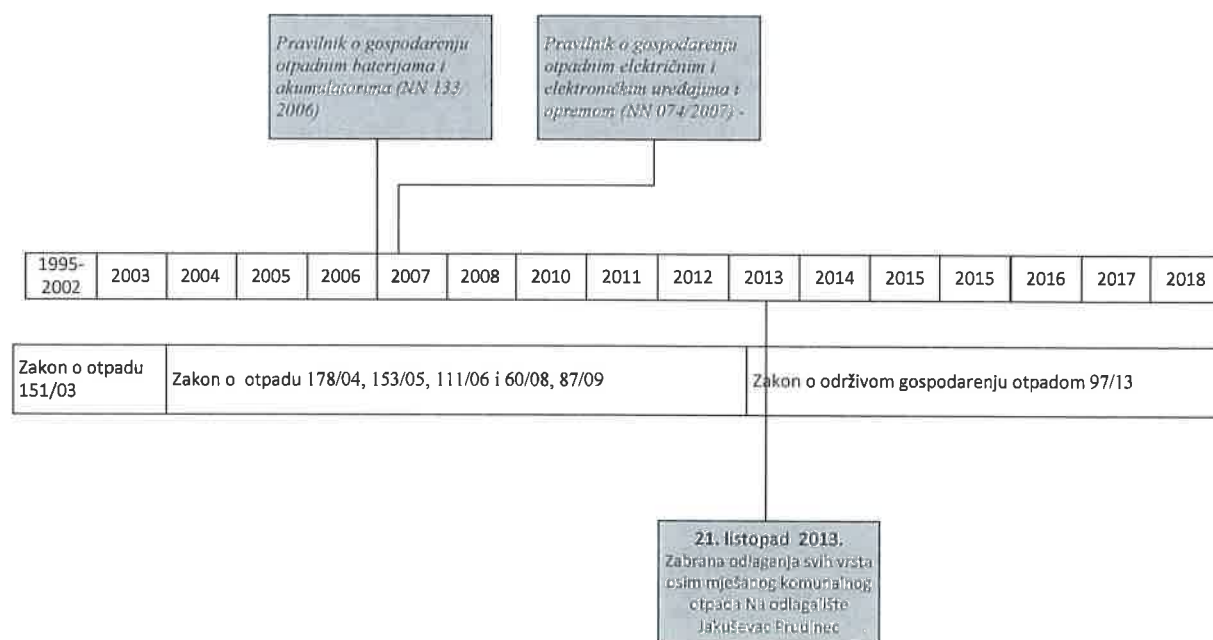 Pravilnik o gospodarenju
otpadnim baterijama i
akumulatorima (NN 133/
2006)
Pravilnik o gospodarenju
otpadnim električnim i
elektroničkim uređajima i
opremom (NN 074/2007) -
1995-
2002
2003
2004
2005
2006
2007
2008
2010
2011
2012
2013
2014
2015
2015
2016
2017
2018
Zakon o otpadu
151/03
Zakon o otpadu 178/04, 153/05, 111/06 i 60/08, 87/09
Zakon o održivom gospodarenju otpadom 97/13
21. listopad 2013.
Zabrana odlaganja svih vrsta
osim mješanog komunalnog
otpada Na odlagalište
Jakuševac Prudinec